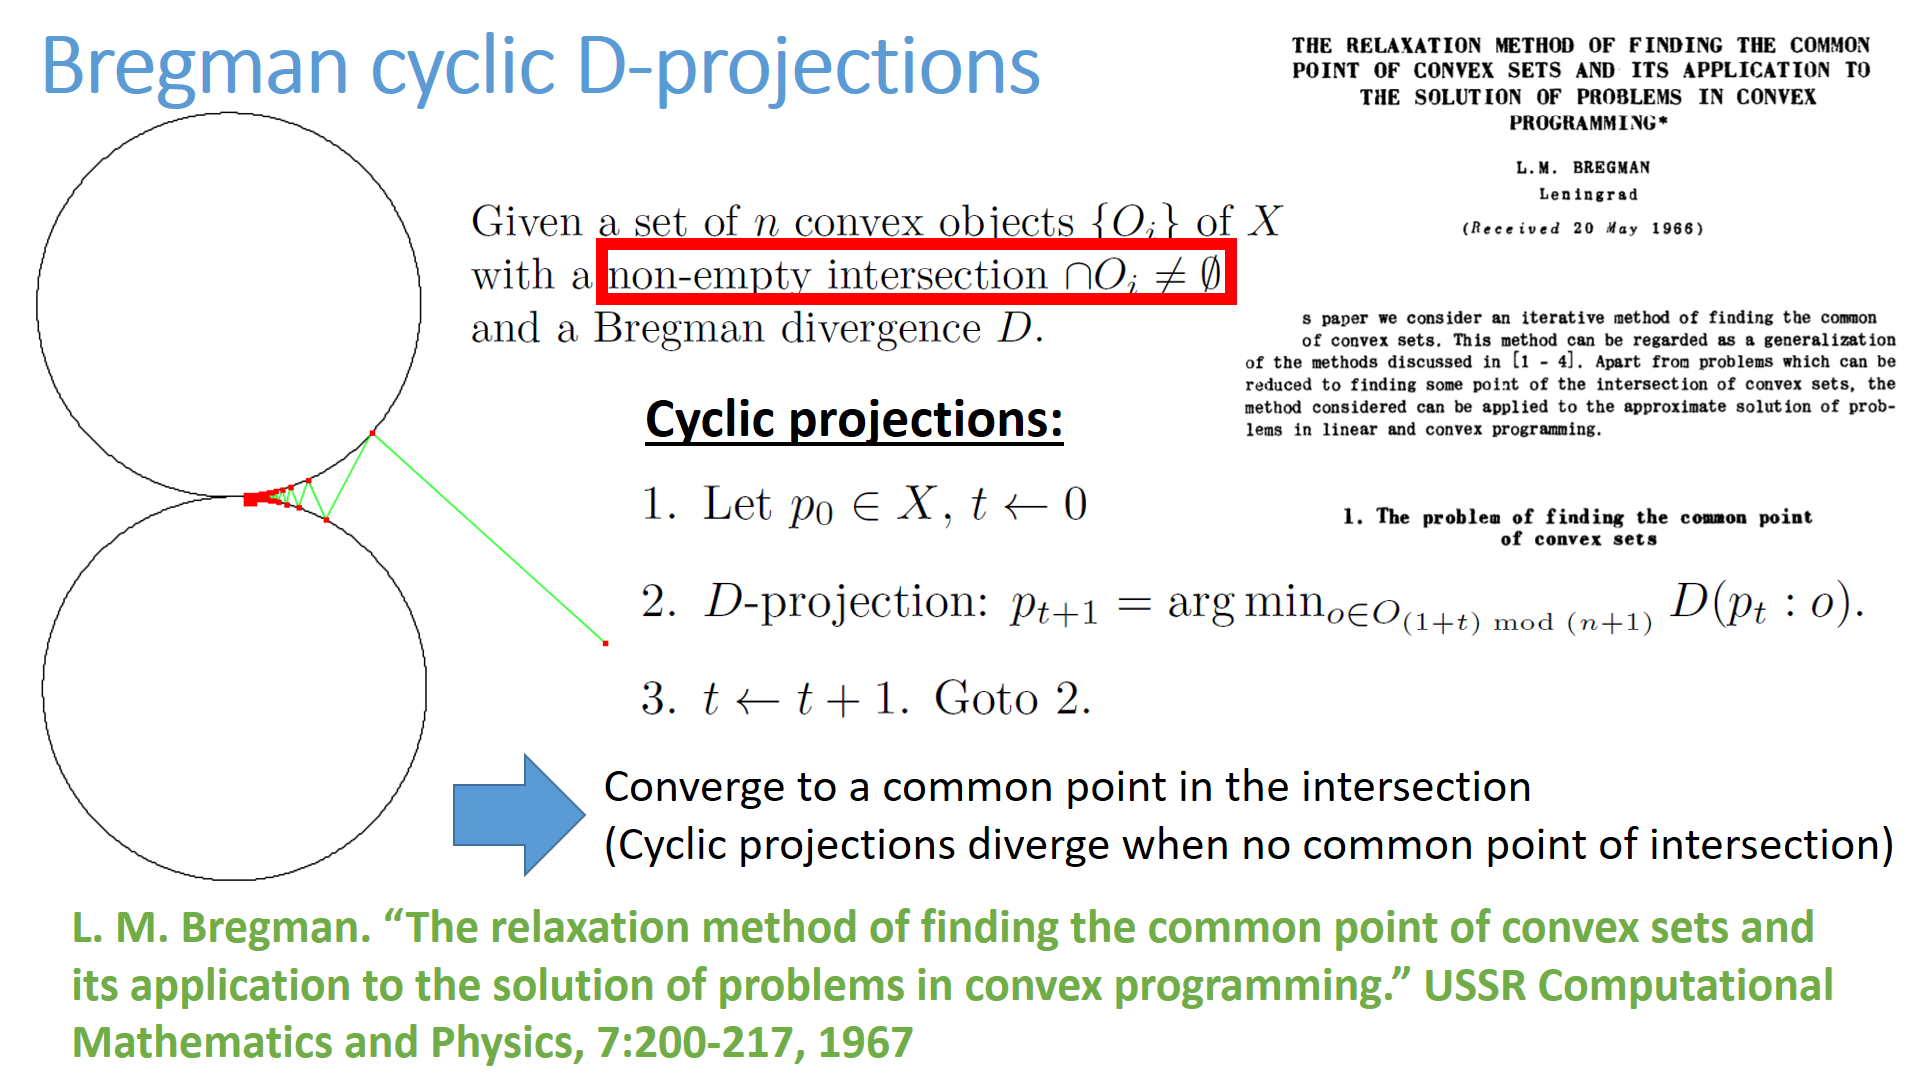 Bregman cyclic D-projections
THE RELAXATION METHOD OF FINDING THE COMMON
POINT OF CONVEX SETS AND ITS APPLICATION TO
THE SOLUTION OF PROBLEMS IN CONVEX
PROGRAMMING*
L.M. BREGMAN
Leningrad
(Received 20 May 1966)
Given a set of n convex objects {O_i} of X
with a non-empty intersection ∩O_i ≠ ∅
and a Bregman divergence D.
s paper we consider an iterative method of finding the common
of convex sets. This method can be regarded as a generalization
of the methods discussed in [1 - 4]. Apart from problems which can be
reduced to finding some point of the intersection of convex sets, the
method considered can be applied to the approximate solution of prob-
lems in linear and convex programming.
1. The problem of finding the common point
of convex sets
Cyclic projections:
1. Let p_0 ∈ X, t ← 0
2. D-projection: p_{t+1} = arg min_{o∈O_{(1+t) mod (n+1)}} D(p_t : o).
3. t ← t + 1. Goto 2.
Converge to a common point in the intersection
(Cyclic projections diverge when no common point of intersection)
L. M. Bregman. “The relaxation method of finding the common point of convex sets and
its application to the solution of problems in convex programming.” USSR Computational
Mathematics and Physics, 7:200-217, 1967